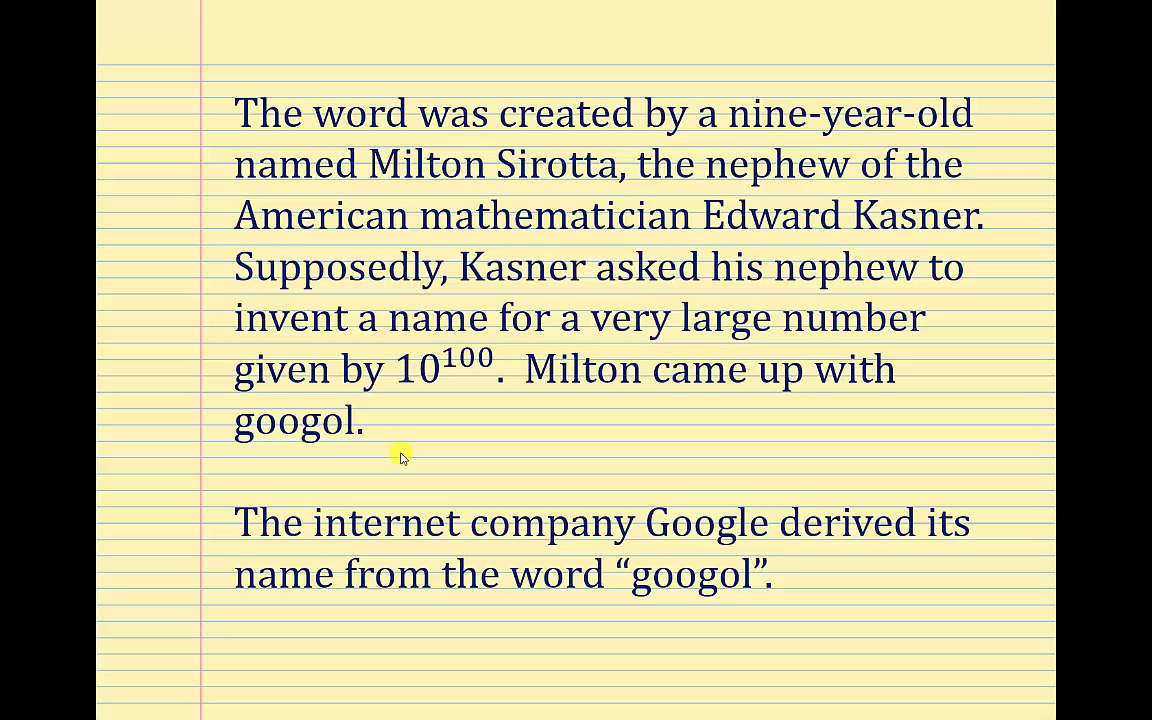 The word was created by a nine-year-old
named Milton Sirotta, the nephew of the
American mathematician Edward Kasner.
Supposedly, Kasner asked his nephew to
invent a name for a very large number
given by 10¹⁰⁰.  Milton came up with
googol.
The internet company Google derived its
name from the word “googol”.